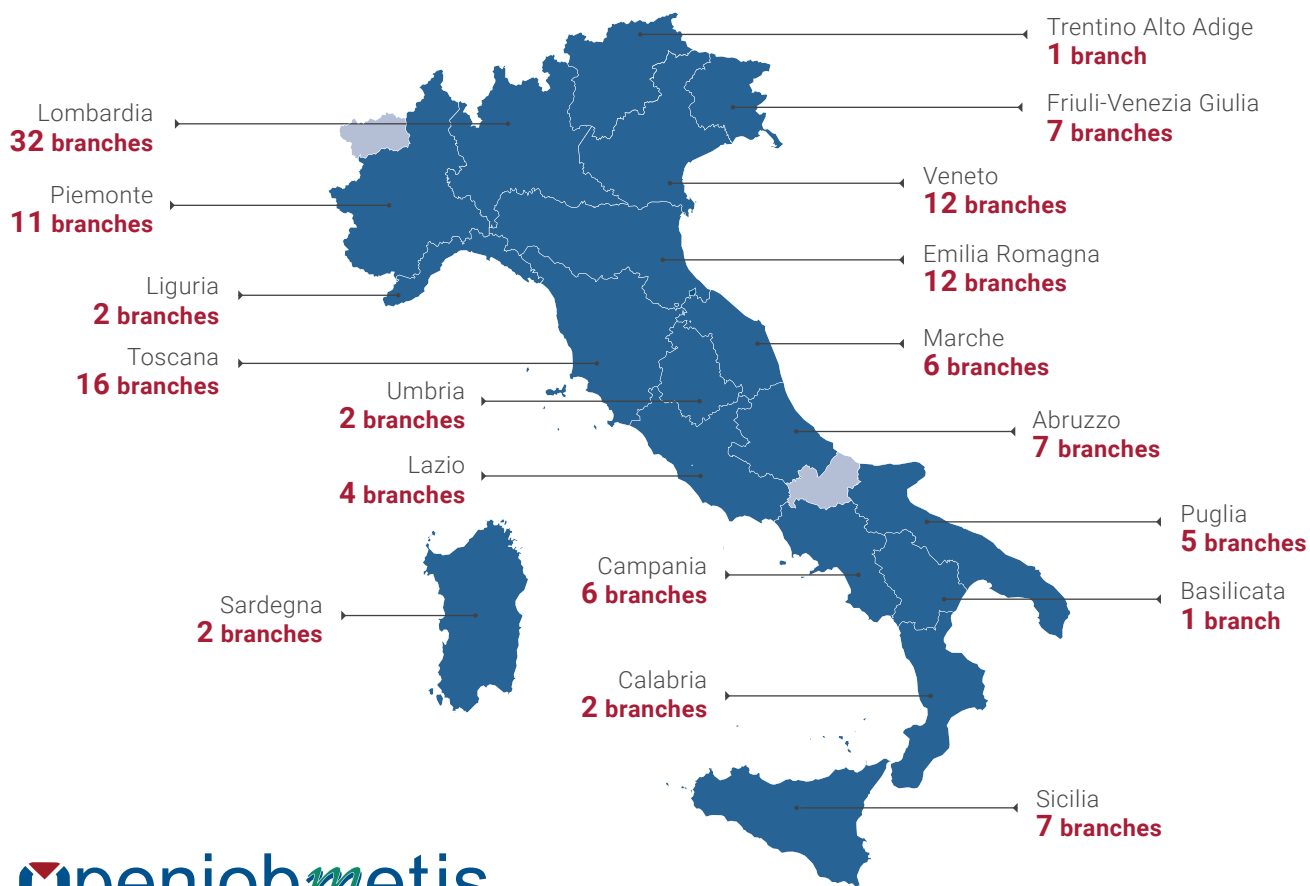 Trentino Alto Adige
1 branch
Lombardia
32 branches
Friuli-Venezia Giulia
7 branches
Piemonte
11 branches
Veneto
12 branches
Emilia Romagna
12 branches
Liguria
2 branches
Marche
6 branches
Toscana
16 branches
Umbria
2 branches
Abruzzo
7 branches
Lazio
4 branches
Puglia
5 branches
Campania
6 branches
Basilicata
1 branch
Sardegna
2 branches
Calabria
2 branches
Sicilia
7 branches
Openjobmetis